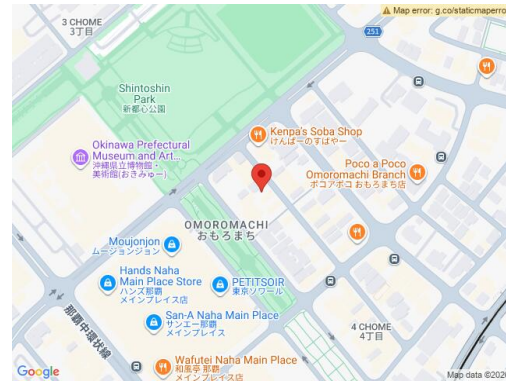 Map error: g.co/staticmaperro
3 CHOME
3丁目
251
Shintoshin
Park
新都心公園
Kenpa's Soba Shop
けんぱーのすばやー
Okinawa Prefectural
Museum and Art...
沖縄県立博物館・
美術館(おきみゅー)
Poco a Poco
Omoromachi Branch
ポコアポコ おもろまち店
OMOROMACHI
おもろまち
Moujonjon
ムージョンジョン
Hands Naha
Main Place Store
ハンズ那覇
メインプレイス店
PETITSOIR
東京ソワール
San-A Naha Main Place
サンエー那覇
メインプレイス
那覇中環状線
4 CHOME
4丁目
Wafutei Naha Main Place
和風亭 那覇
メインプレイス店
Google
Map data ©2026